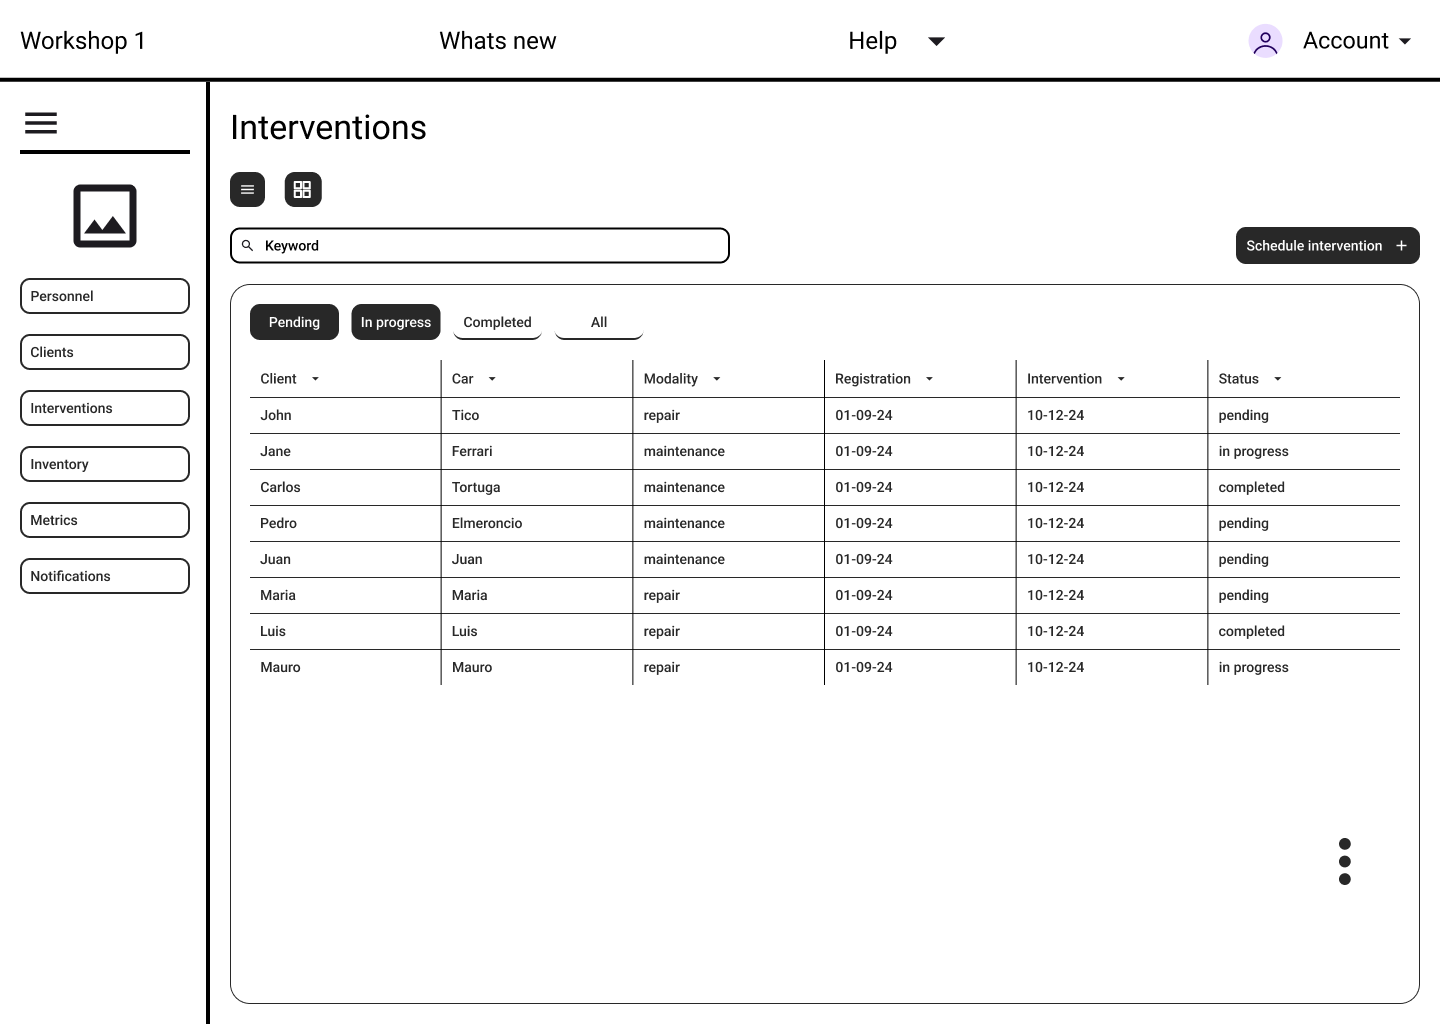 Workshop 1 Whats new Help Account
Interventions
Keyword
Schedule intervention
Personnel
Clients
Interventions
Inventory
Metrics
Notifications
Pending In progress Completed All
Client Car Modality Registration Intervention Status
John Tico repair 01-09-24 10-12-24 pending
Jane Ferrari maintenance 01-09-24 10-12-24 in progress
Carlos Tortuga maintenance 01-09-24 10-12-24 completed
Pedro Elmeroncio maintenance 01-09-24 10-12-24 pending
Juan Juan maintenance 01-09-24 10-12-24 pending
Maria Maria repair 01-09-24 10-12-24 pending
Luis Luis repair 01-09-24 10-12-24 completed
Mauro Mauro repair 01-09-24 10-12-24 in progress